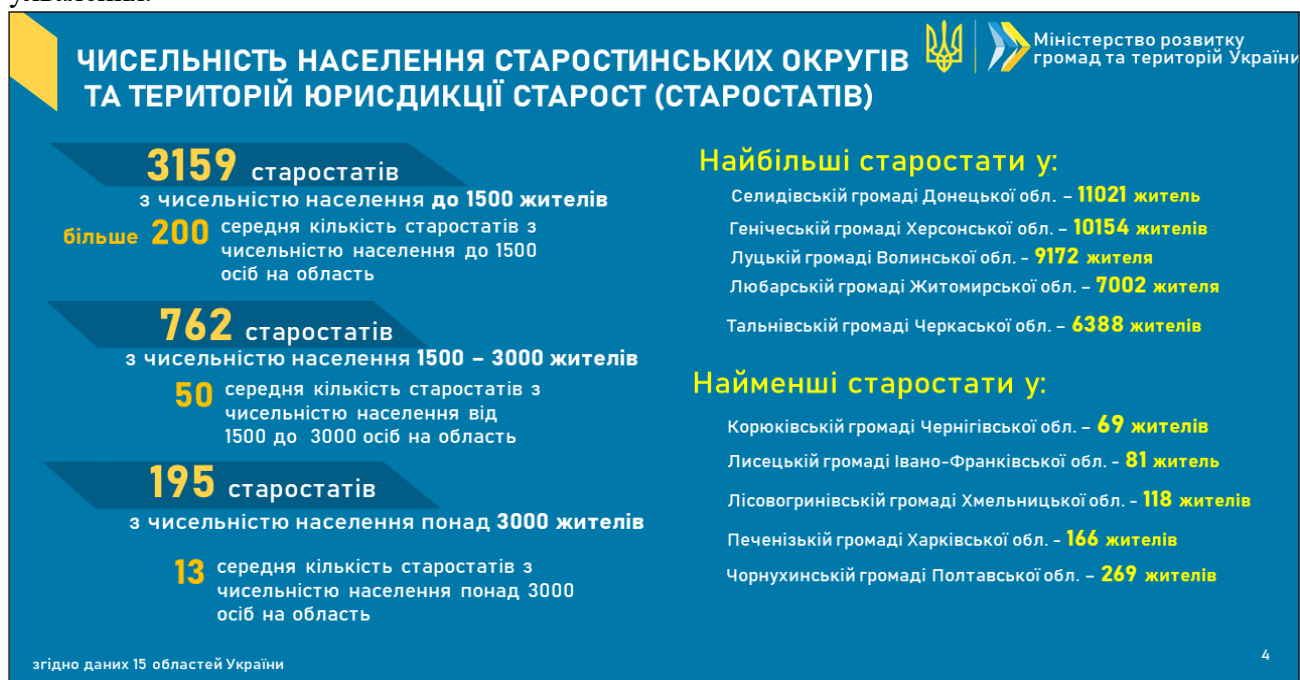 ЧИСЕЛЬНІСТЬ НАСЕЛЕННЯ СТАРОСТИНСЬКИХ ОКРУГІВ
ТА ТЕРИТОРІЙ ЮРИСДИКЦІЇ СТАРОСТ (СТАРОСТАТІВ)
Міністерство розвитку
громад та територій України
3159 старостатів
з чисельністю населення до 1500 жителів
більше 200 середня кількість старостатів з
чисельністю населення до 1500
осіб на область
762 старостатів
з чисельністю населення 1500 – 3000 жителів
50 середня кількість старостатів з
чисельністю населення від
1500 до 3000 осіб на область
195 старостатів
з чисельністю населення понад 3000 жителів
13 середня кількість старостатів з
чисельністю населення понад 3000
осіб на область
Найбільші старостати у:
Селидівській громаді Донецької обл. – 11021 житель
Генічеській громаді Херсонської обл. – 10154 жителів
Луцькій громаді Волинської обл. - 9172 жителя
Любарській громаді Житомирської обл. – 7002 жителя
Тальнівській громаді Черкаської обл. – 6388 жителів
Найменші старостати у:
Корюківській громаді Чернігівської обл. – 69 жителів
Лисецькій громаді Івано-Франківської обл. - 81 житель
Лісовогринівській громаді Хмельницької обл. - 118 жителів
Печенізькій громаді Харківської обл. - 166 жителів
Чорнухинській громаді Полтавської обл. – 269 жителів
згідно даних 15 областей України
4